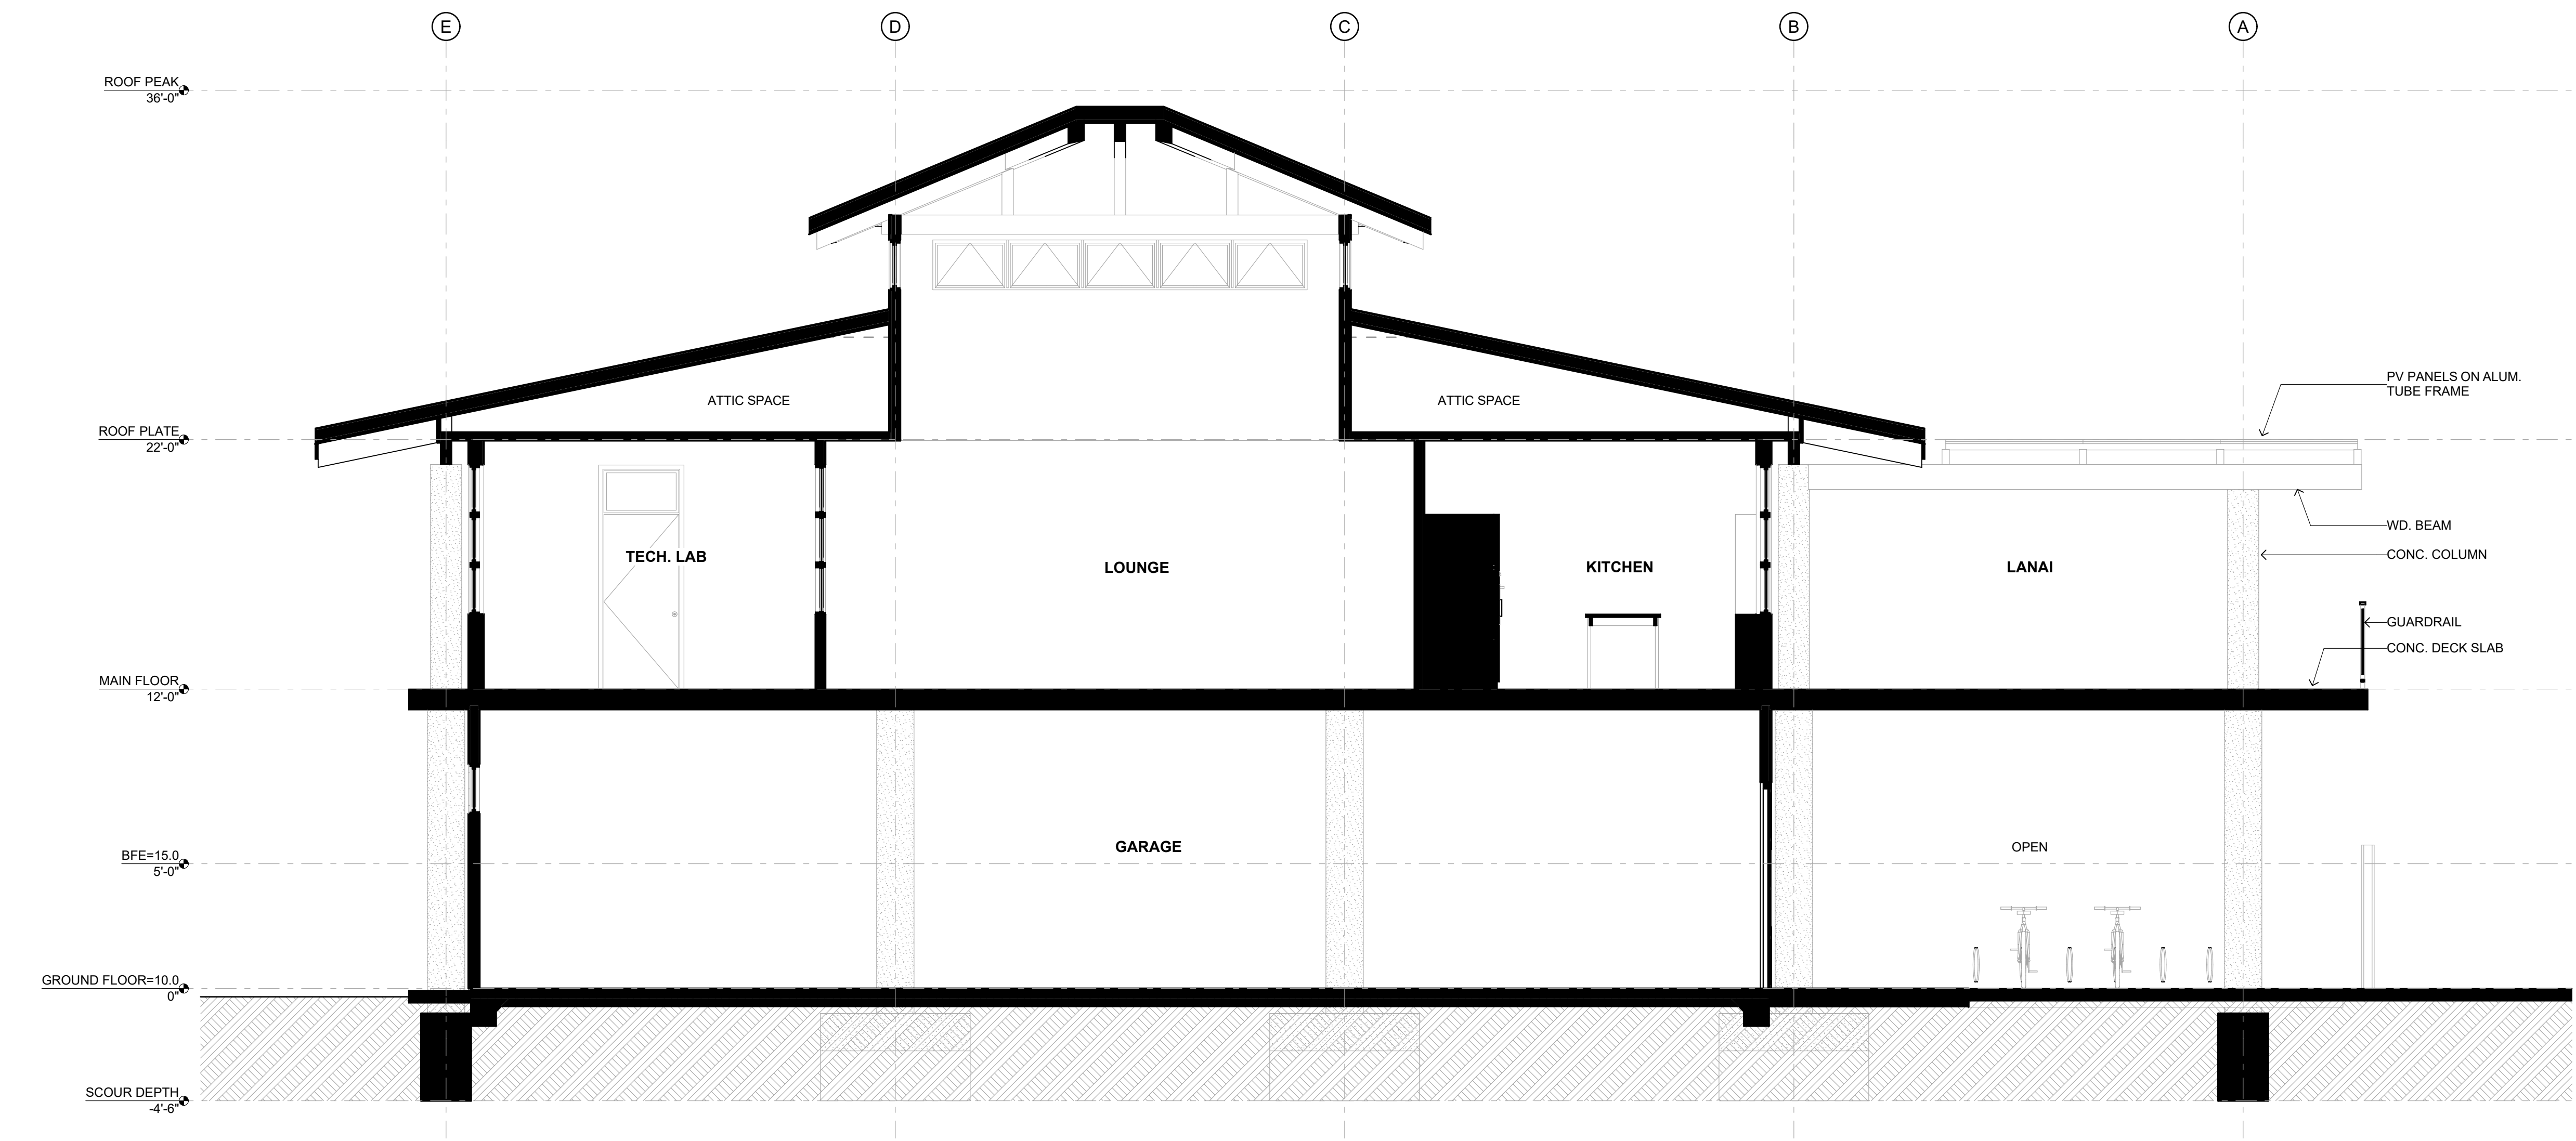 E
D
C
B
A
ROOF PEAK
36'-0"
PV PANELS ON ALUM.
TUBE FRAME
ATTIC SPACE
ATTIC SPACE
ROOF PLATE
22'-0"
WD. BEAM
TECH. LAB
LOUNGE
KITCHEN
LANAI
CONC. COLUMN
GUARDRAIL
CONC. DECK SLAB
MAIN FLOOR
12'-0"
GARAGE
OPEN
BFE=15.0
5'-0"
GROUND FLOOR=10.0
0"
SCOUR DEPTH
-4'-6"